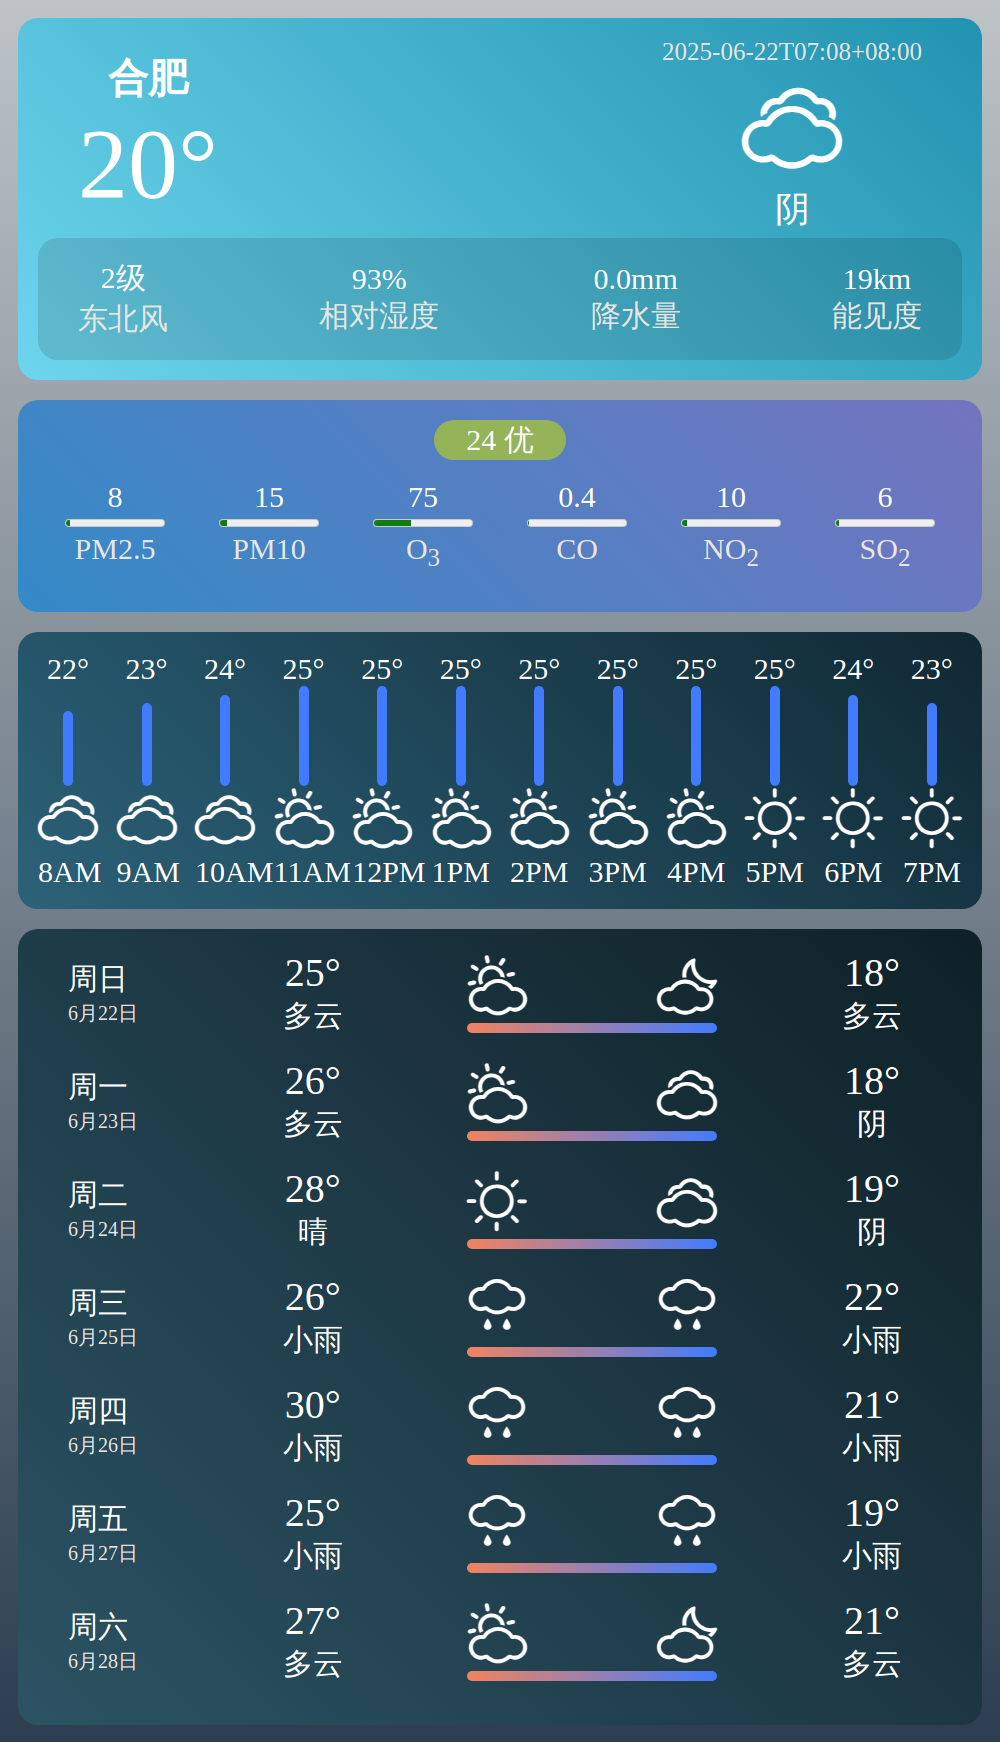 合肥
2025-06-22T07:08+08:00
20°
阴
2级 93% 0.0mm 19km
东北风 相对湿度 降水量 能见度
24 优
8 15 75 0.4 10 6
PM2.5 PM10 O3 CO NO2 SO2
22° 23° 24° 25° 25° 25° 25° 25° 25° 25° 24° 23°
8AM 9AM 10AM 11AM 12PM 1PM 2PM 3PM 4PM 5PM 6PM 7PM
周日 25° 18°
6月22日 多云 多云
周一 26° 18°
6月23日 多云 阴
周二 28° 19°
6月24日 晴 阴
周三 26° 22°
6月25日 小雨 小雨
周四 30° 21°
6月26日 小雨 小雨
周五 25° 19°
6月27日 小雨 小雨
周六 27° 21°
6月28日 多云 多云